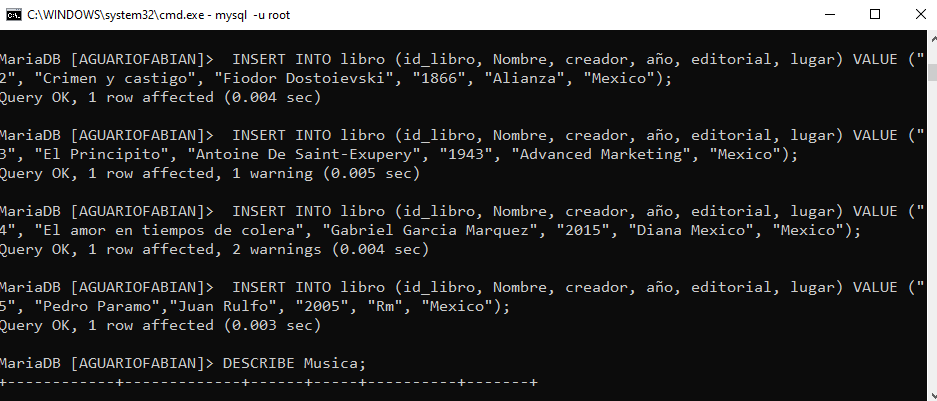 C:\WINDOWS\system32\cmd.exe - mysql  -u root
MariaDB [AGUARIOFABIAN]>  INSERT INTO libro (id_libro, Nombre, creador, año, editorial, lugar) VALUE ("
2", "Crimen y castigo", "Fiodor Dostoievski", "1866", "Alianza", "Mexico");
Query OK, 1 row affected (0.004 sec)
MariaDB [AGUARIOFABIAN]>  INSERT INTO libro (id_libro, Nombre, creador, año, editorial, lugar) VALUE ("
3", "El Principito", "Antoine De Saint-Exupery", "1943", "Advanced Marketing", "Mexico");
Query OK, 1 row affected, 1 warning (0.005 sec)
MariaDB [AGUARIOFABIAN]>  INSERT INTO libro (id_libro, Nombre, creador, año, editorial, lugar) VALUE ("
4", "El amor en tiempos de colera", "Gabriel Garcia Marquez", "2015", "Diana Mexico", "Mexico");
Query OK, 1 row affected, 2 warnings (0.004 sec)
MariaDB [AGUARIOFABIAN]>  INSERT INTO libro (id_libro, Nombre, creador, año, editorial, lugar) VALUE ("
5", "Pedro Paramo","Juan Rulfo", "2005", "Rm", "Mexico");
Query OK, 1 row affected (0.003 sec)
MariaDB [AGUARIOFABIAN]> DESCRIBE Musica;
+------------+-------------+------+-----+----------+-------+